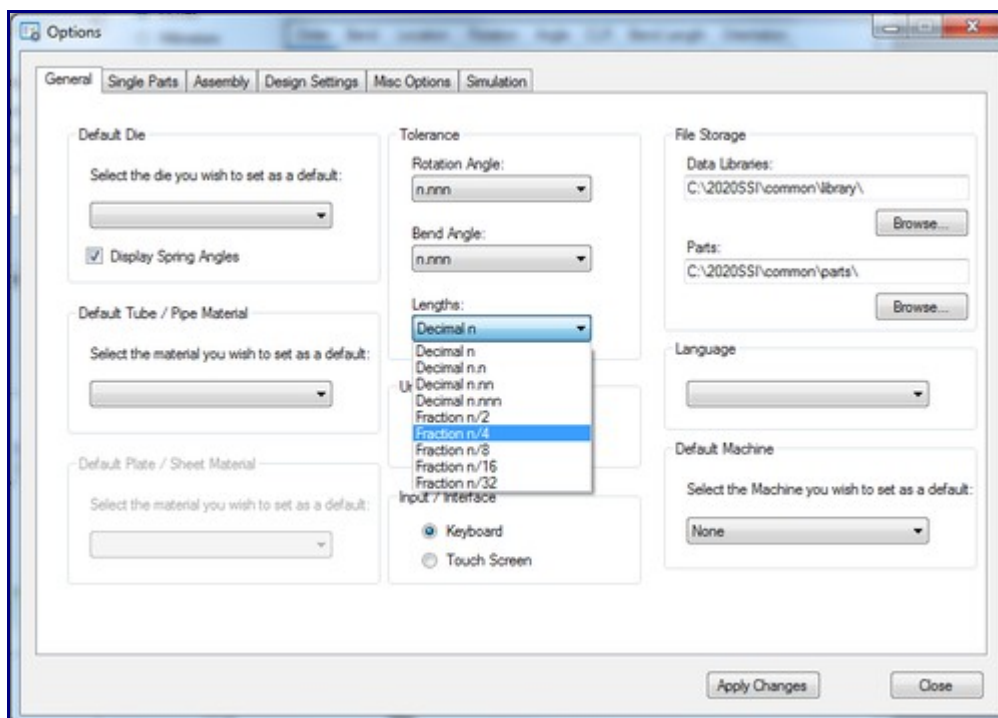 Options
General
Single Parts
Assembly
Design Settings
Misc Options
Simulation
Default Die
Select the die you wish to set as a default:
Display Spring Angles
Default Tube / Pipe Material
Select the material you wish to set as a default:
Default Plate / Sheet Material
Select the material you wish to set as a default:
Tolerance
Rotation Angle:
n.nnn
Bend Angle:
n.nnn
Lengths:
Decimal n
Decimal n
Decimal n.n
Decimal n.nn
Decimal n.nnn
Fraction n/2
Fraction n/4
Fraction n/8
Fraction n/16
Fraction n/32
Input / Interface
Keyboard
Touch Screen
File Storage
Data Libraries:
C:\2020SSI\common\library\
Browse...
Parts:
C:\2020SSI\common\parts\
Browse...
Language
Default Machine
Select the Machine you wish to set as a default:
None
Apply Changes
Close